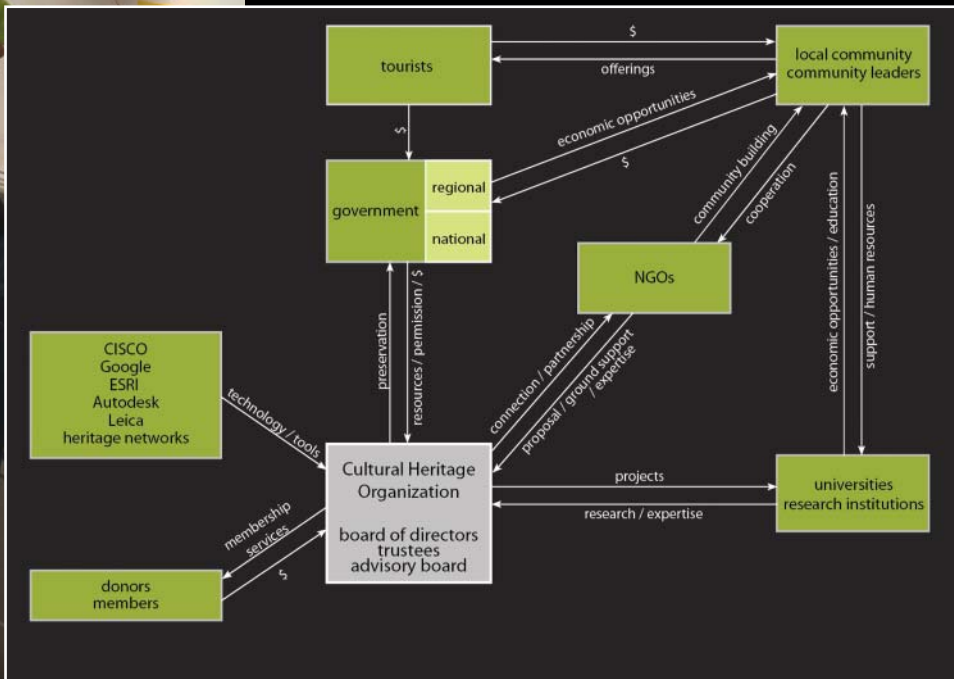 $
tourists
offerings
local community
community leaders
$
economic opportunities
$
government
regional
national
community building
cooperation
NGOs
economic opportunities / education
support / human resources
preservation
resources / permission / $
CISCO
Google
ESRI
Autodesk
Leica
heritage networks
technology / tools
connection / partnership
proposal / ground support
/ expertise
Cultural Heritage
Organization
board of directors
trustees
advisory board
projects
research / expertise
universities
research institutions
membership
services
$
donors
members